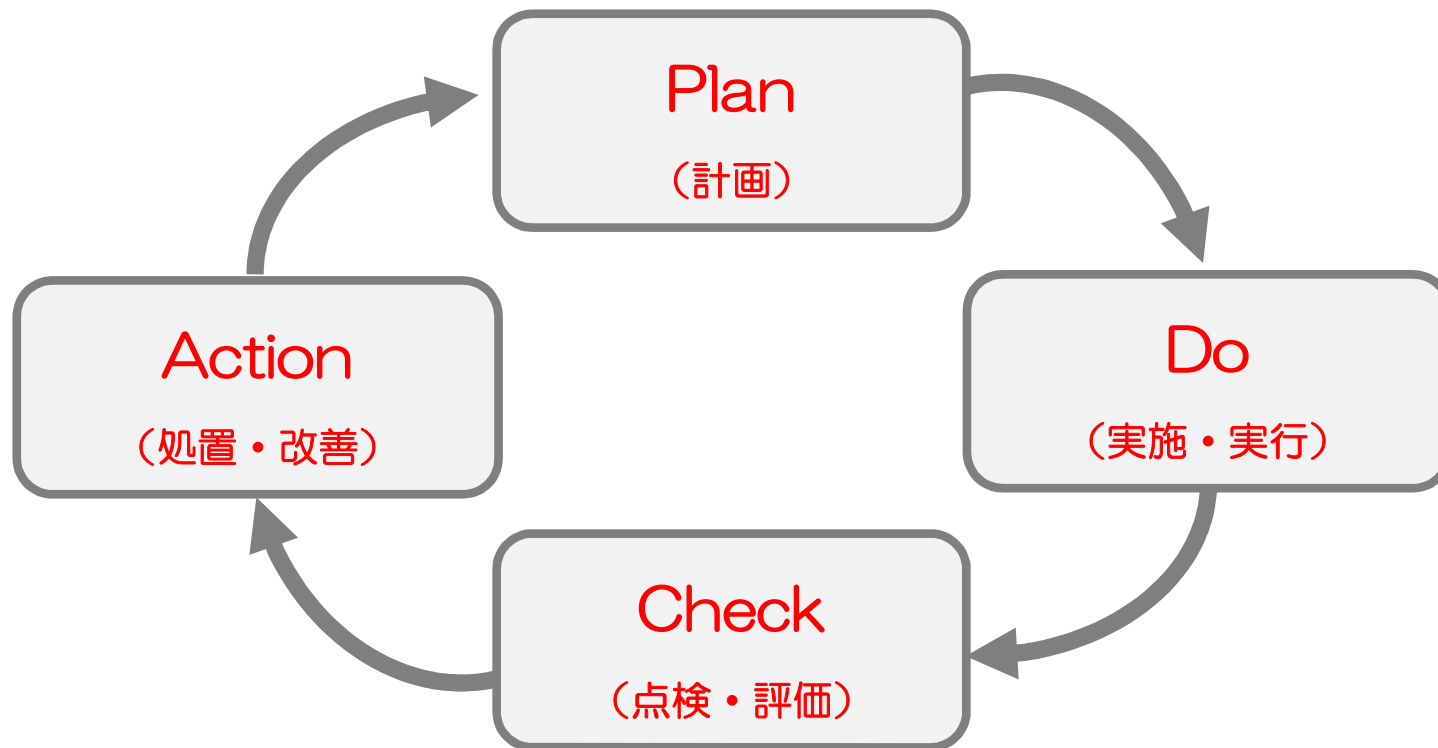 Plan
（計画）
Do
（実施・実行）
Check
（点検・評価）
Action
（処置・改善）